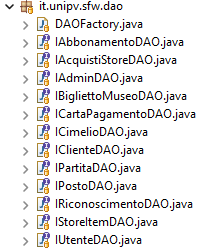 it.unipv.sfw.dao
DAOFactory.java
IAbbonamentoDAO.java
IAcquistiStoreDAO.java
IAdminDAO.java
IBigliettoMuseoDAO.java
ICartaPagamentoDAO.java
ICimelioDAO.java
IClienteDAO.java
IPartitaDAO.java
IPostoDAO.java
IRiconoscimentoDAO.java
IStoreItemDAO.java
IUtenteDAO.java